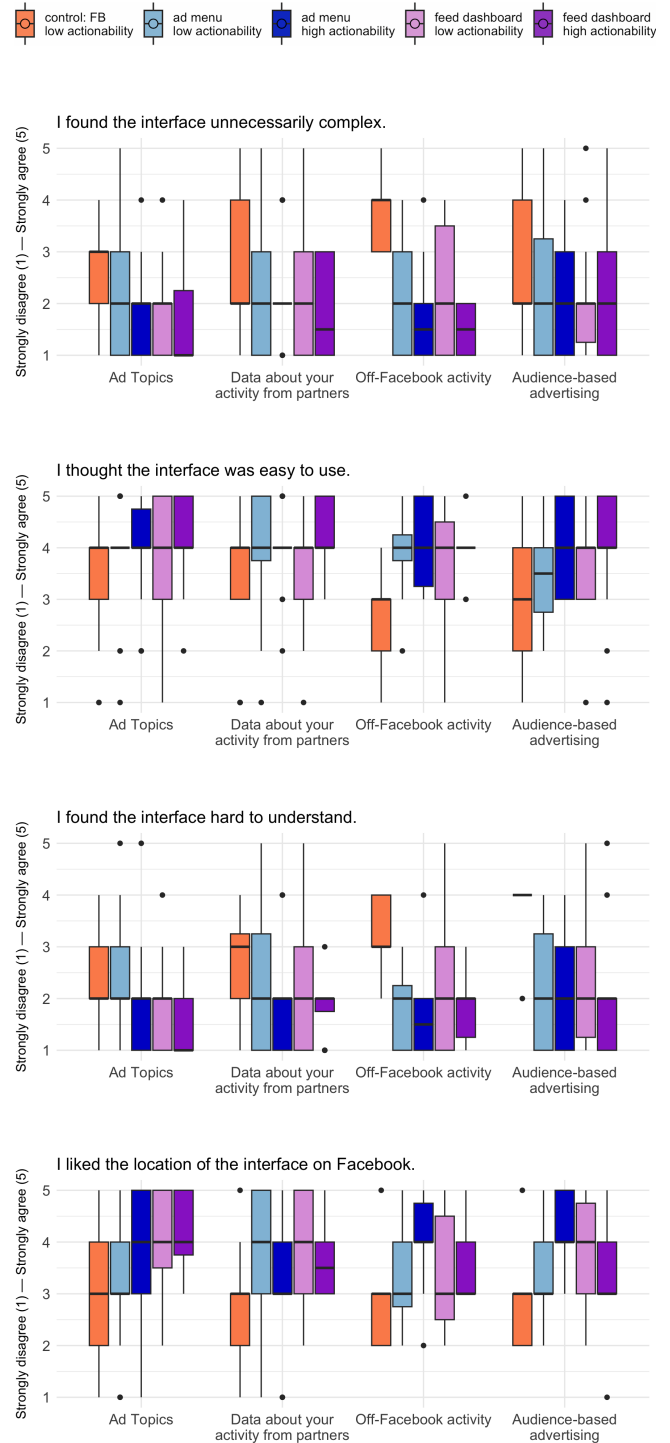 control: FB
low actionability
ad menu
low actionability
ad menu
high actionability
feed dashboard
low actionability
feed dashboard
high actionability
I found the interface unnecessarily complex.
Strongly disagree (1) — Strongly agree (5)
5
4
3
2
1
Ad Topics
Data about your
activity from partners
Off-Facebook activity
Audience-based
advertising
I thought the interface was easy to use.
Strongly disagree (1) — Strongly agree (5)
5
4
3
2
1
Ad Topics
Data about your
activity from partners
Off-Facebook activity
Audience-based
advertising
I found the interface hard to understand.
Strongly disagree (1) — Strongly agree (5)
5
4
3
2
1
Ad Topics
Data about your
activity from partners
Off-Facebook activity
Audience-based
advertising
I liked the location of the interface on Facebook.
Strongly disagree (1) — Strongly agree (5)
5
4
3
2
1
Ad Topics
Data about your
activity from partners
Off-Facebook activity
Audience-based
advertising